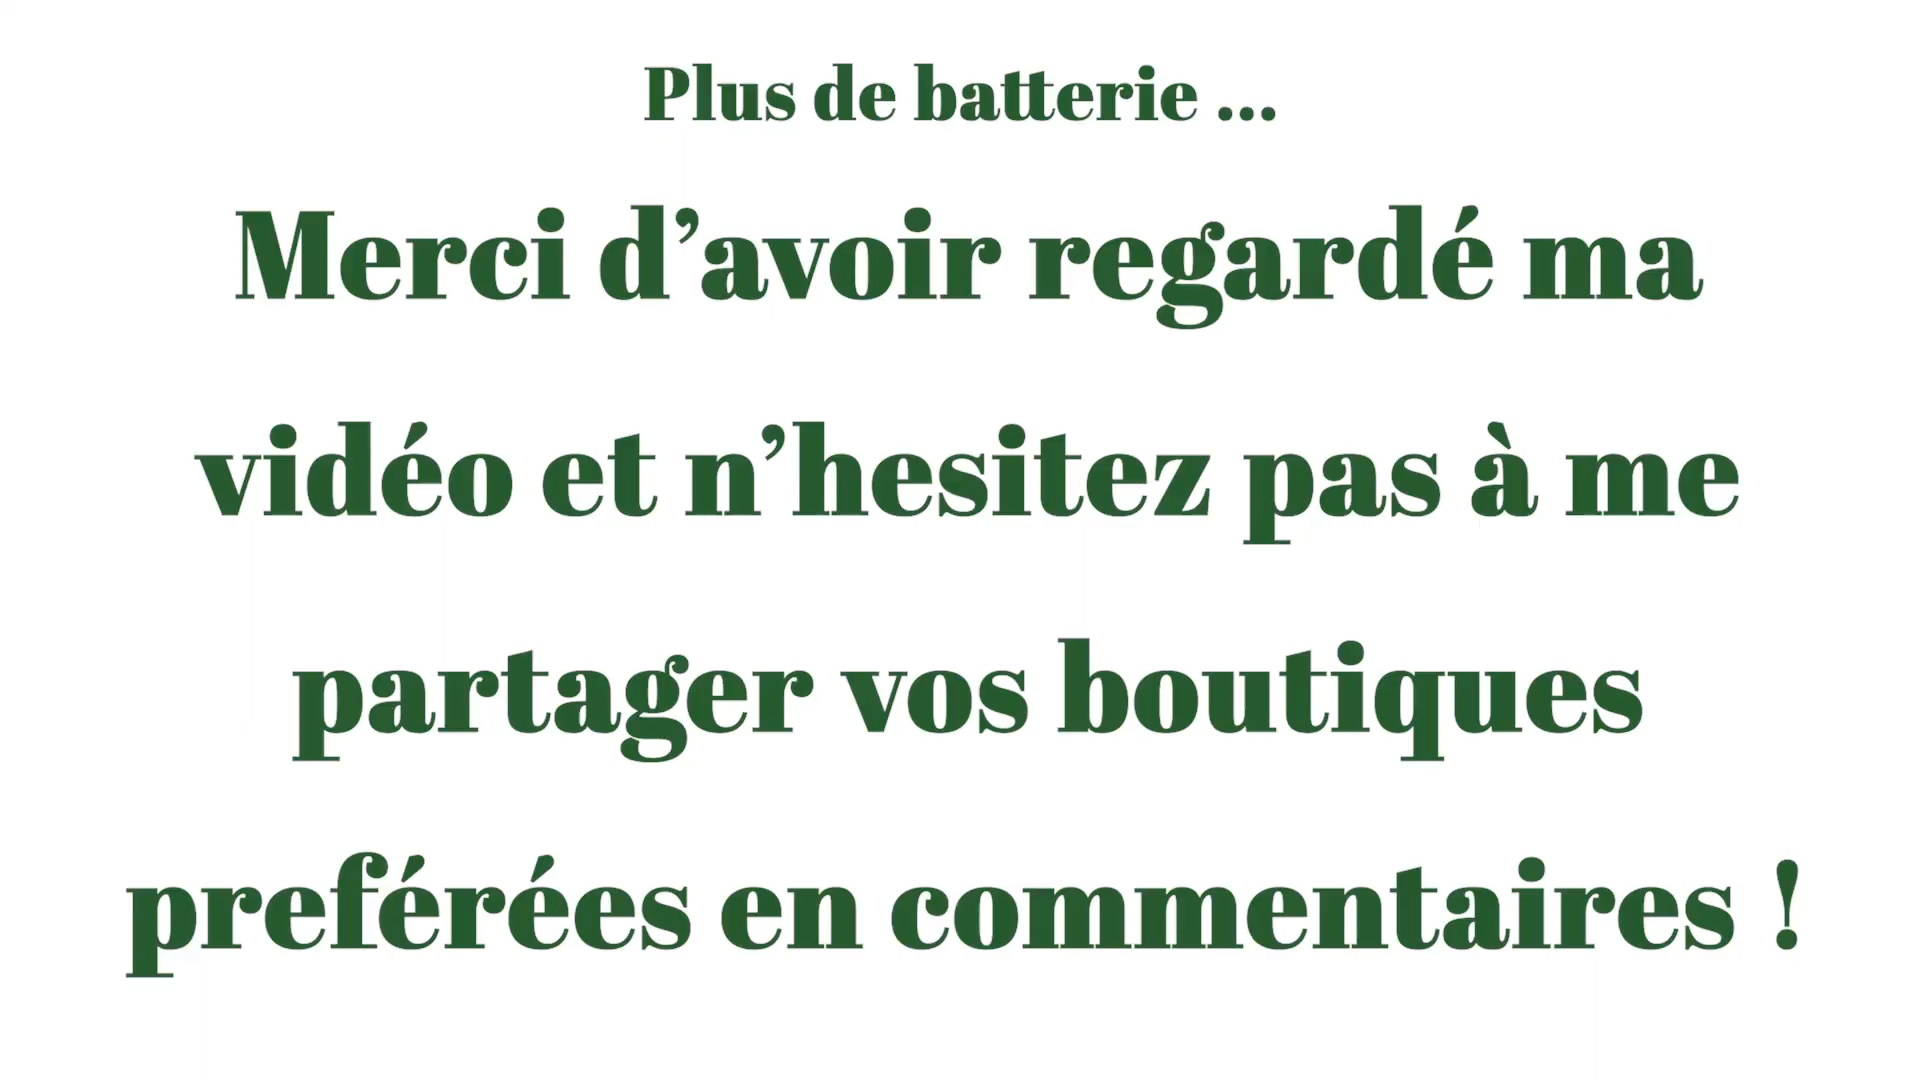 Plus de batterie ...
Merci d’avoir regardé ma
vidéo et n’hesitez pas à me
partager vos boutiques
preférées en commentaires !